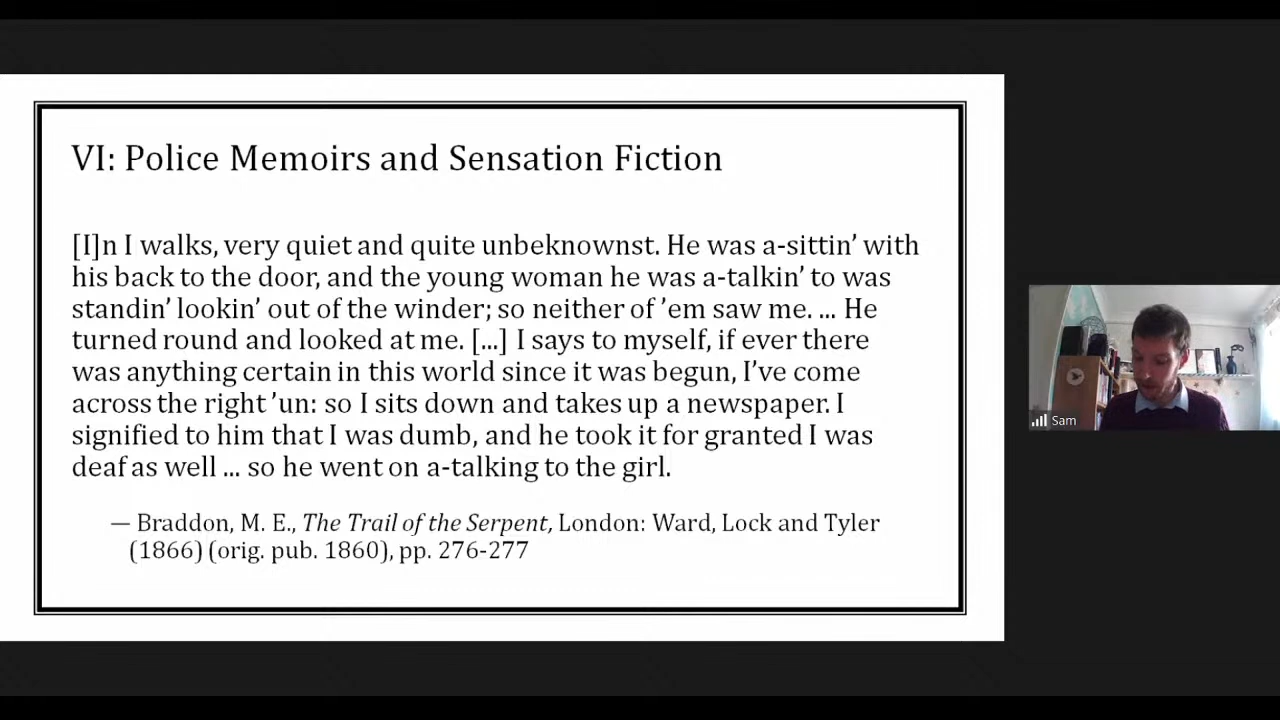 VI: Police Memoirs and Sensation Fiction
[I]n I walks, very quiet and quite unbeknownst. He was a-sittin’ with
his back to the door, and the young woman he was a-talkin’ to was
standin’ lookin’ out of the winder; so neither of ’em saw me. ... He
turned round and looked at me. [...] I says to myself, if ever there
was anything certain in this world since it was begun, I’ve come
across the right ’un: so I sits down and takes up a newspaper. I
signified to him that I was dumb, and he took it for granted I was
deaf as well ... so he went on a-talking to the girl.
— Braddon, M. E., The Trail of the Serpent, London: Ward, Lock and Tyler
(1866) (orig. pub. 1860), pp. 276-277
Sam